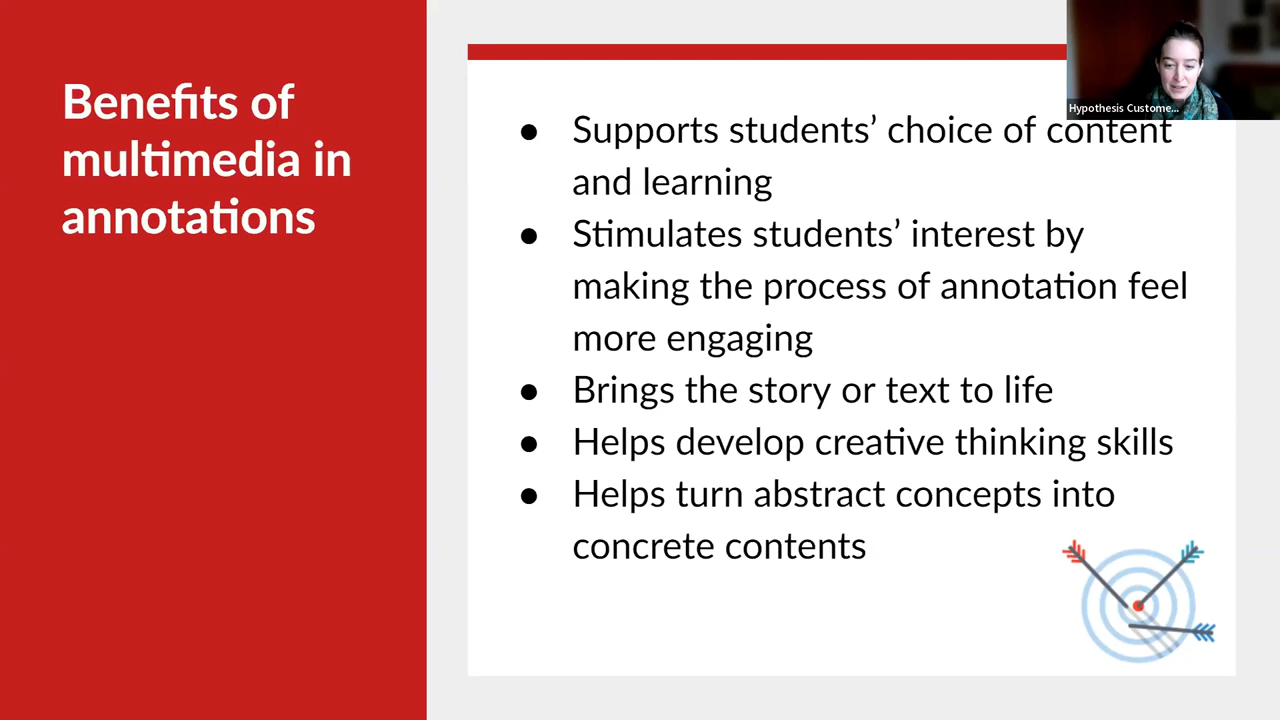 Benefits of
multimedia in
annotations
Hypothesis Custome...
● Supports students’ choice of content
and learning
● Stimulates students’ interest by
making the process of annotation feel
more engaging
● Brings the story or text to life
● Helps develop creative thinking skills
● Helps turn abstract concepts into
concrete contents